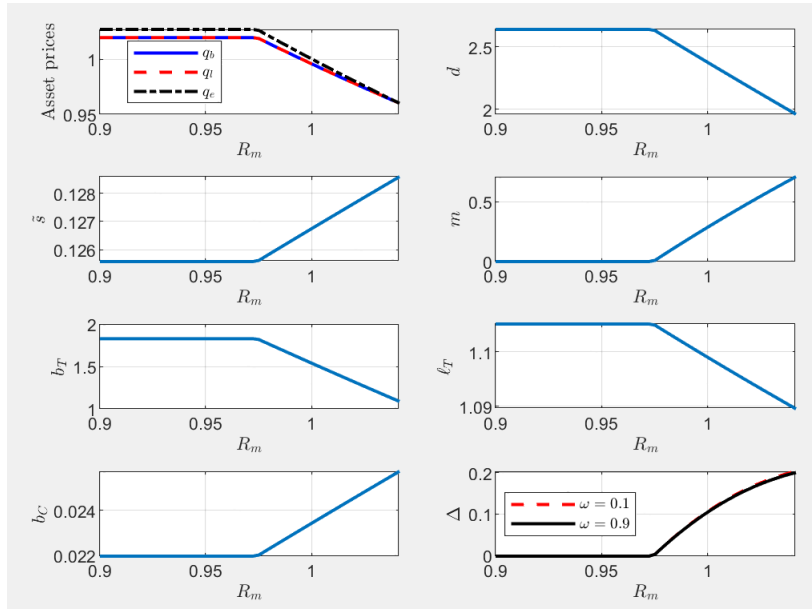 Asset prices
1
0.95
q_b
q_l
q_e
0.9 0.95 1
R_m
d
2.5
2
0.9 0.95 1
R_m
s̃
0.128
0.127
0.126
0.9 0.95 1
R_m
m
0.5
0
0.9 0.95 1
R_m
b_T
2
1.5
1
0.9 0.95 1
R_m
ℓ_T
1.1
1.09
0.9 0.95 1
R_m
b_C
0.024
0.022
0.9 0.95 1
R_m
Δ
0.2
0.1
0
ω = 0.1
ω = 0.9
0.9 0.95 1
R_m